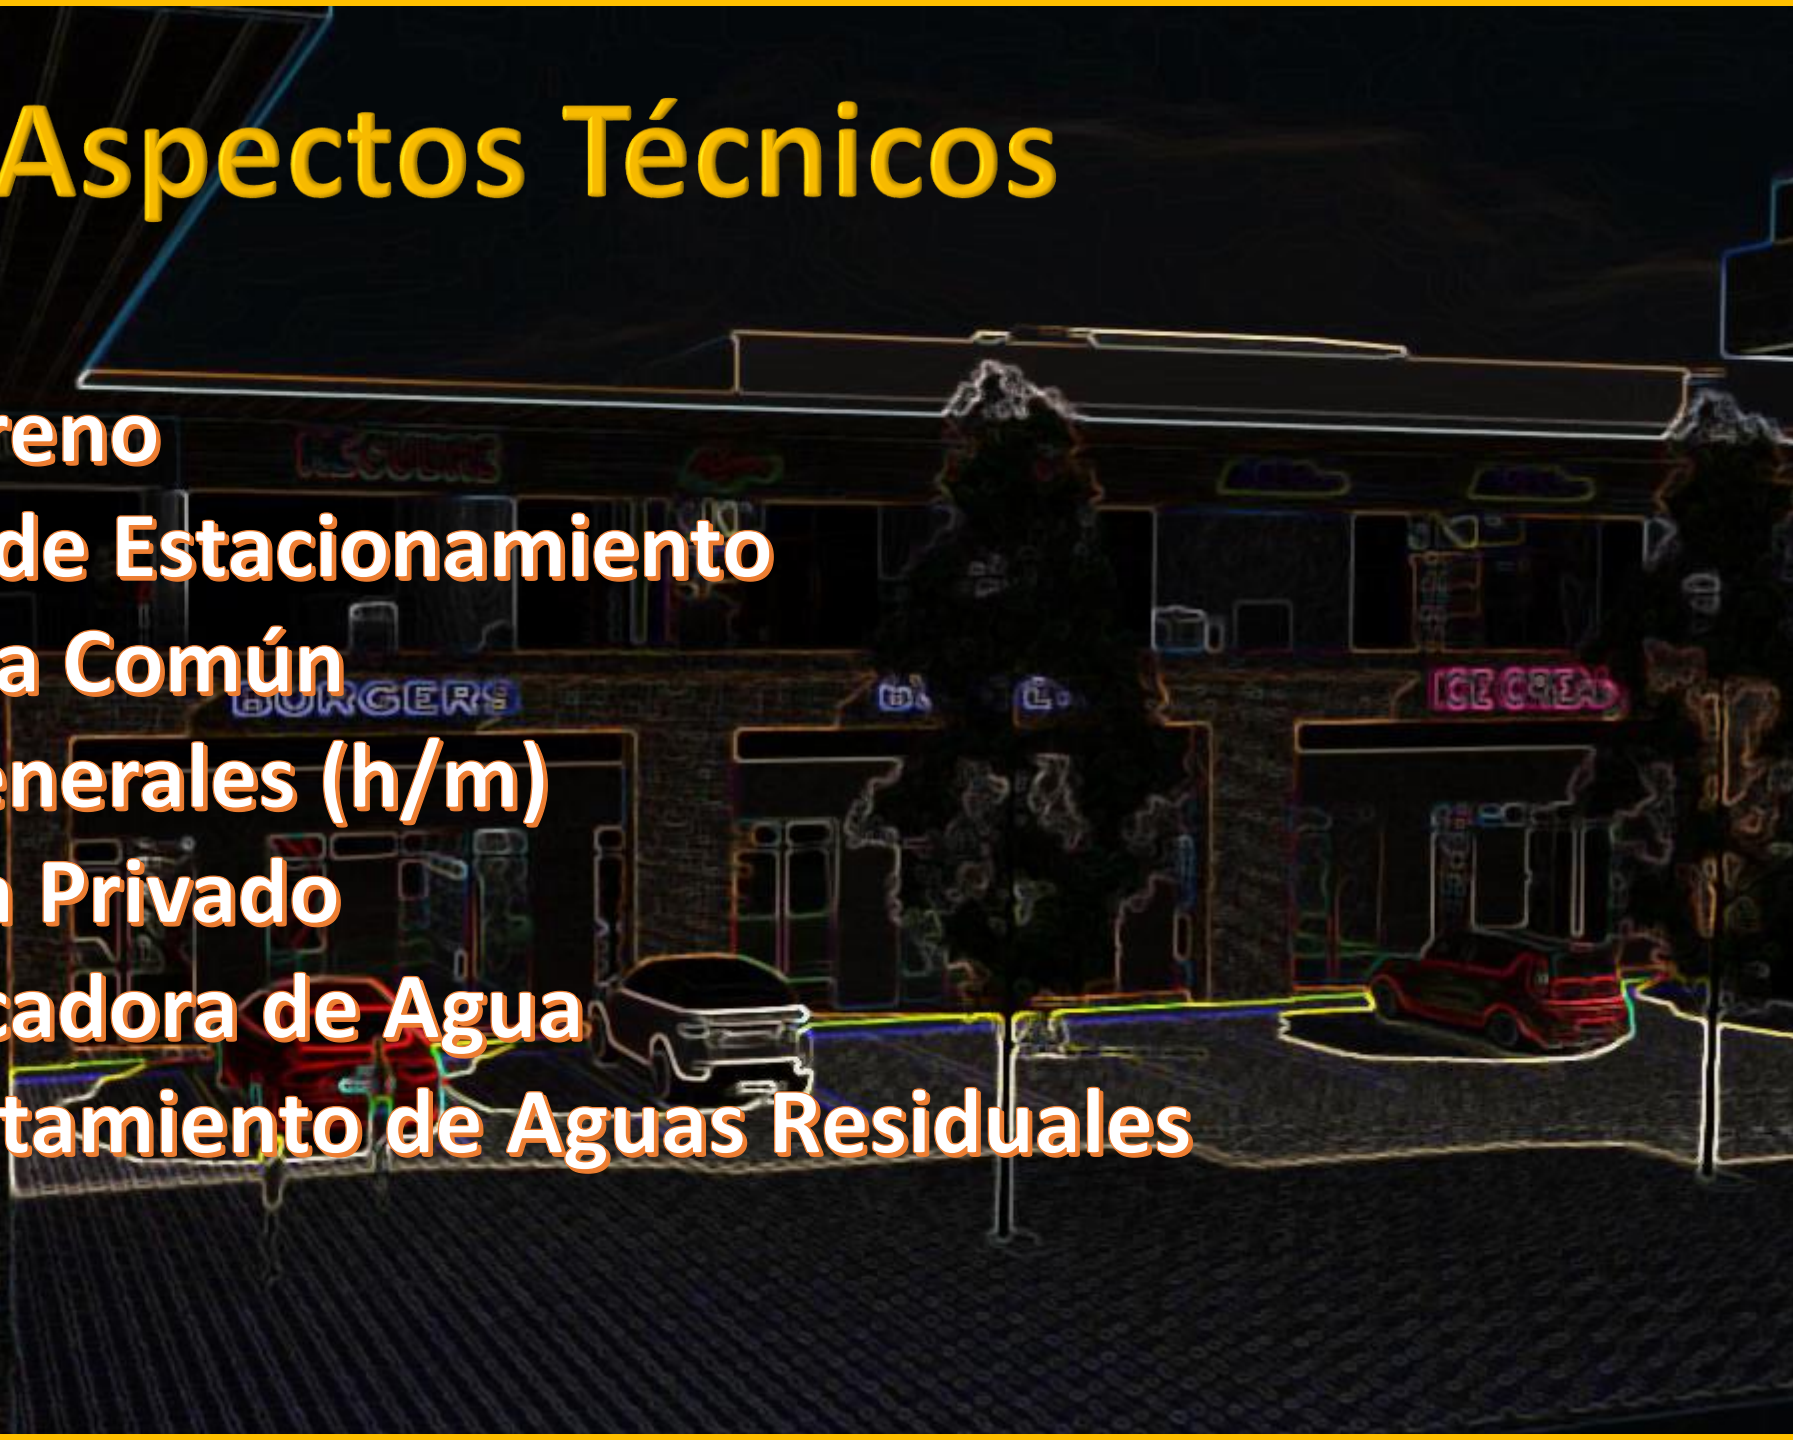 Aspectos Técnicos
reno
de Estacionamiento
a Común
enerales (h/m)
BURGERS
ICE CREAM
Privado
cadora de Agua
tamiento de Aguas Residuales